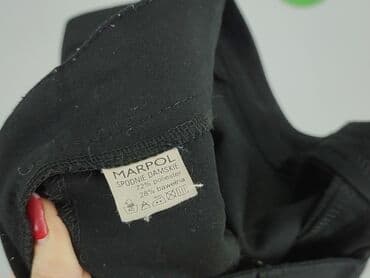 MARPOL
SPODNIE DAMSKIE
72% poliester
28% bawełna